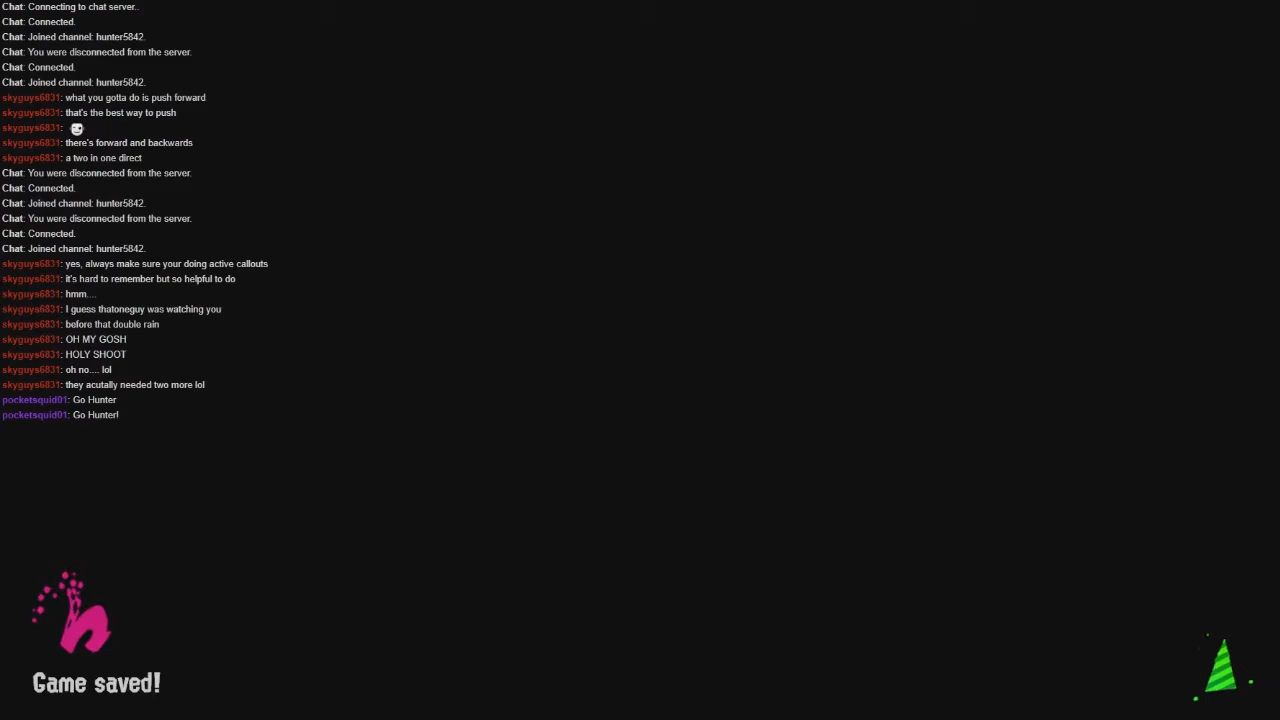 Chat: Connecting to chat server..
Chat: Connected.
Chat: Joined channel: hunter5842.
Chat: You were disconnected from the server.
Chat: Connected.
Chat: Joined channel: hunter5842.
skyguys6831: what you gotta do is push forward
skyguys6831: that's the best way to push
skyguys6831:
skyguys6831: there's forward and backwards
skyguys6831: a two in one direct
Chat: You were disconnected from the server.
Chat: Connected.
Chat: Joined channel: hunter5842.
Chat: You were disconnected from the server.
Chat: Connected.
Chat: Joined channel: hunter5842.
skyguys6831: yes, always make sure your doing active callouts
skyguys6831: it's hard to remember but so helpful to do
skyguys6831: hmm....
skyguys6831: I guess thatoneguy was watching you
skyguys6831: before that double rain
skyguys6831: OH MY GOSH
skyguys6831: HOLY SHOOT
skyguys6831: oh no.... lol
skyguys6831: they acutally needed two more lol
pocketsquid01: Go Hunter
pocketsquid01: Go Hunter!
Game saved!